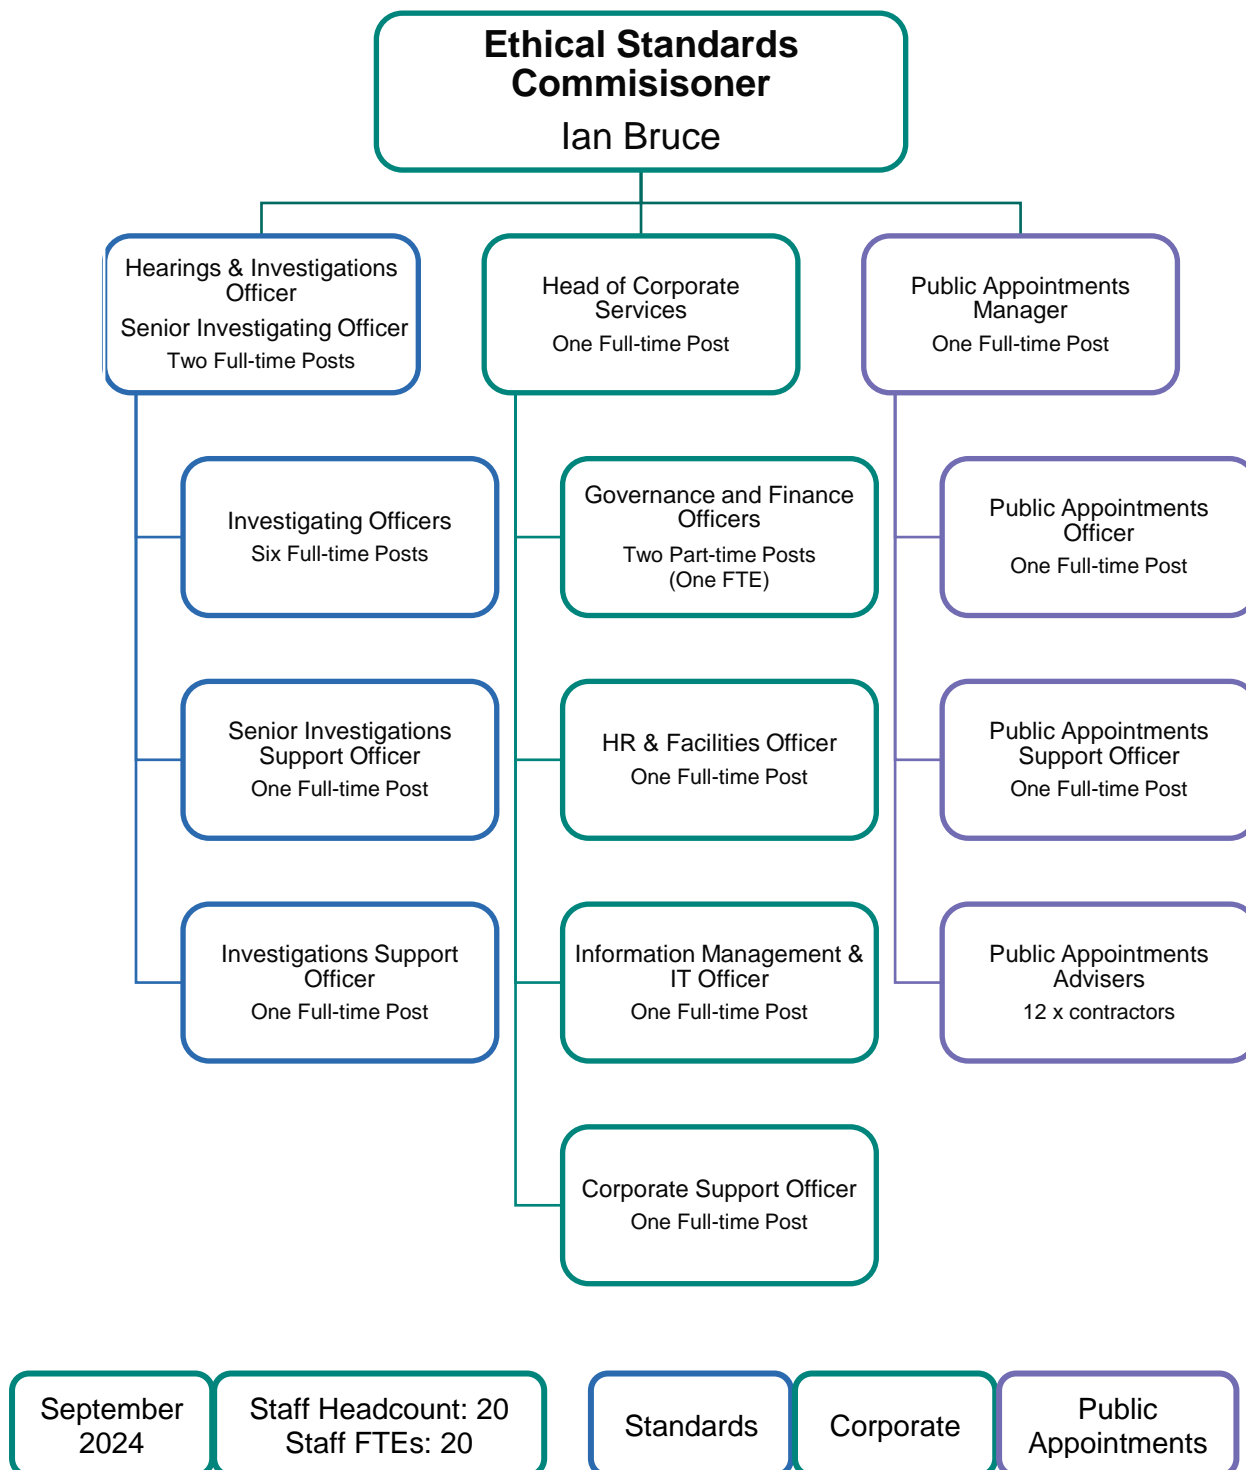 Ethical Standards
Commisisoner
Ian Bruce
Hearings & Investigations
Officer
Senior Investigating Officer
Two Full-time Posts
Head of Corporate
Services
One Full-time Post
Public Appointments
Manager
One Full-time Post
Investigating Officers
Six Full-time Posts
Governance and Finance
Officers
Two Part-time Posts
(One FTE)
Public Appointments
Officer
One Full-time Post
Senior Investigations
Support Officer
One Full-time Post
HR & Facilities Officer
One Full-time Post
Public Appointments
Support Officer
One Full-time Post
Investigations Support
Officer
One Full-time Post
Information Management &
IT Officer
One Full-time Post
Public Appointments
Advisers
12 x contractors
Corporate Support Officer
One Full-time Post
September
2024
Staff Headcount: 20
Staff FTEs: 20
Standards
Corporate
Public
Appointments